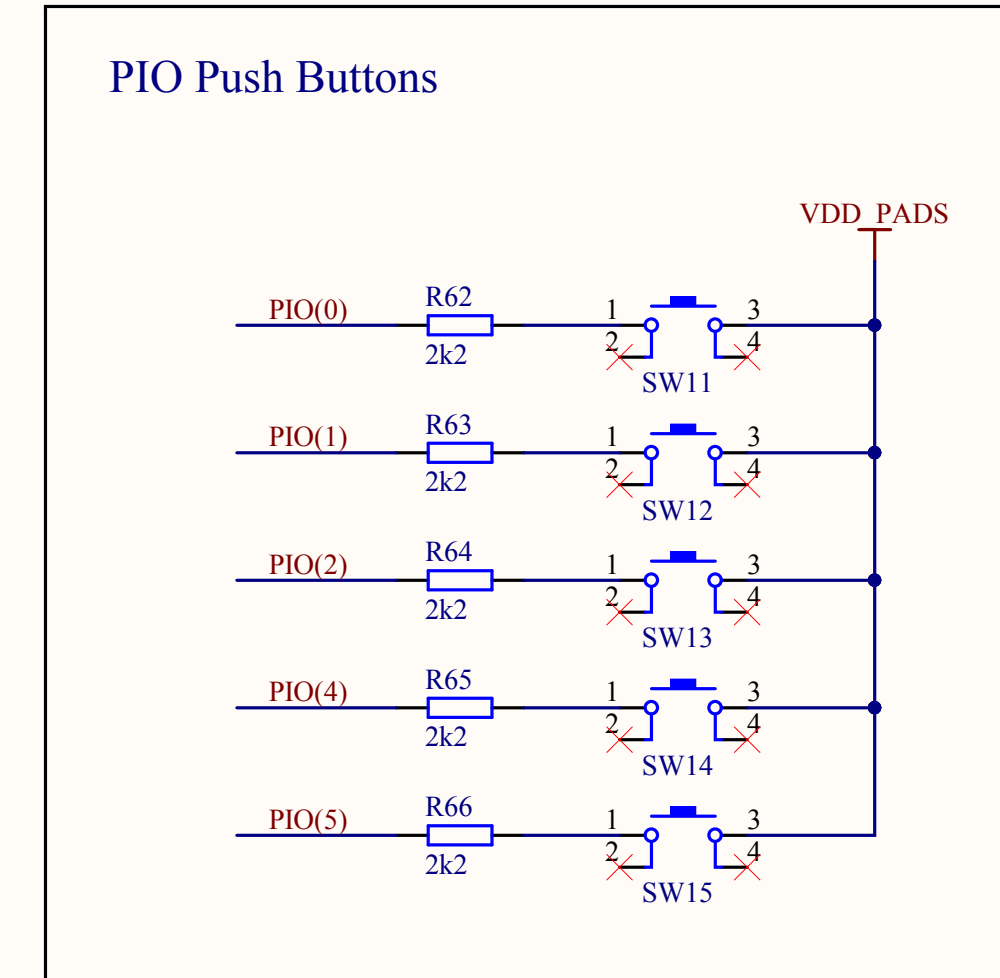 PIO Push Buttons
VDD_PADS
PIO(0) R62 1 3
2k2 2 4
SW11
PIO(1) R63 1 3
2k2 2 4
SW12
PIO(2) R64 1 3
2k2 2 4
SW13
PIO(4) R65 1 3
2k2 2 4
SW14
PIO(5) R66 1 3
2k2 2 4
SW15